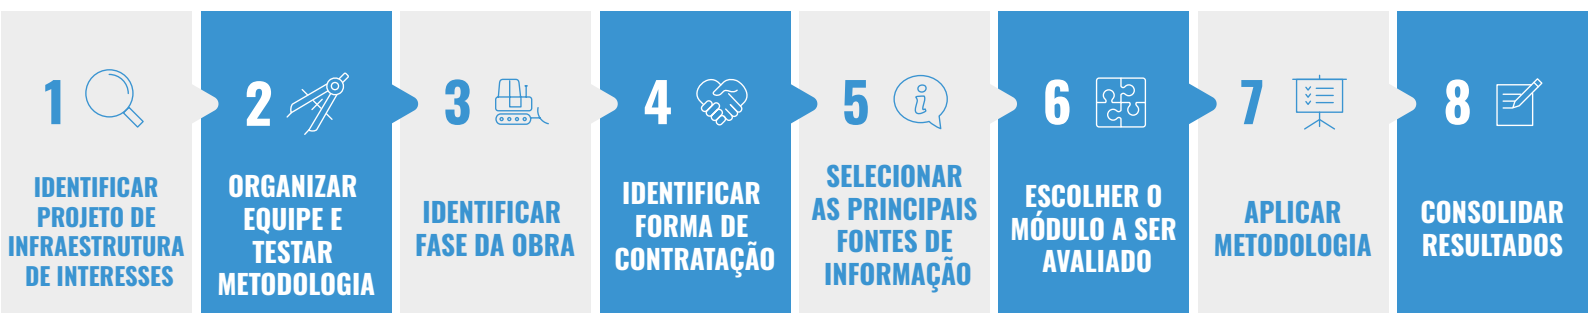 1
IDENTIFICAR
PROJETO DE
INFRAESTRUTURA
DE INTERESSES
2
ORGANIZAR
EQUIPE E
TESTAR
METODOLOGIA
3
IDENTIFICAR
FASE DA OBRA
4
IDENTIFICAR
FORMA DE
CONTRATAÇÃO
5
SELECIONAR
AS PRINCIPAIS
FONTES DE
INFORMAÇÃO
6
ESCOLHER O
MÓDULO A SER
AVALIADO
7
APLICAR
METODOLOGIA
8
CONSOLIDAR
RESULTADOS